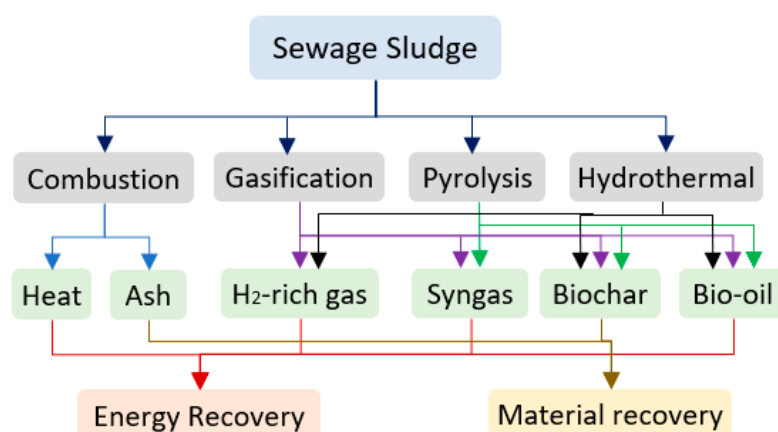 Sewage Sludge
Combustion
Gasification
Pyrolysis
Hydrothermal
Heat
Ash
H₂-rich gas
Syngas
Biochar
Bio-oil
Energy Recovery
Material recovery